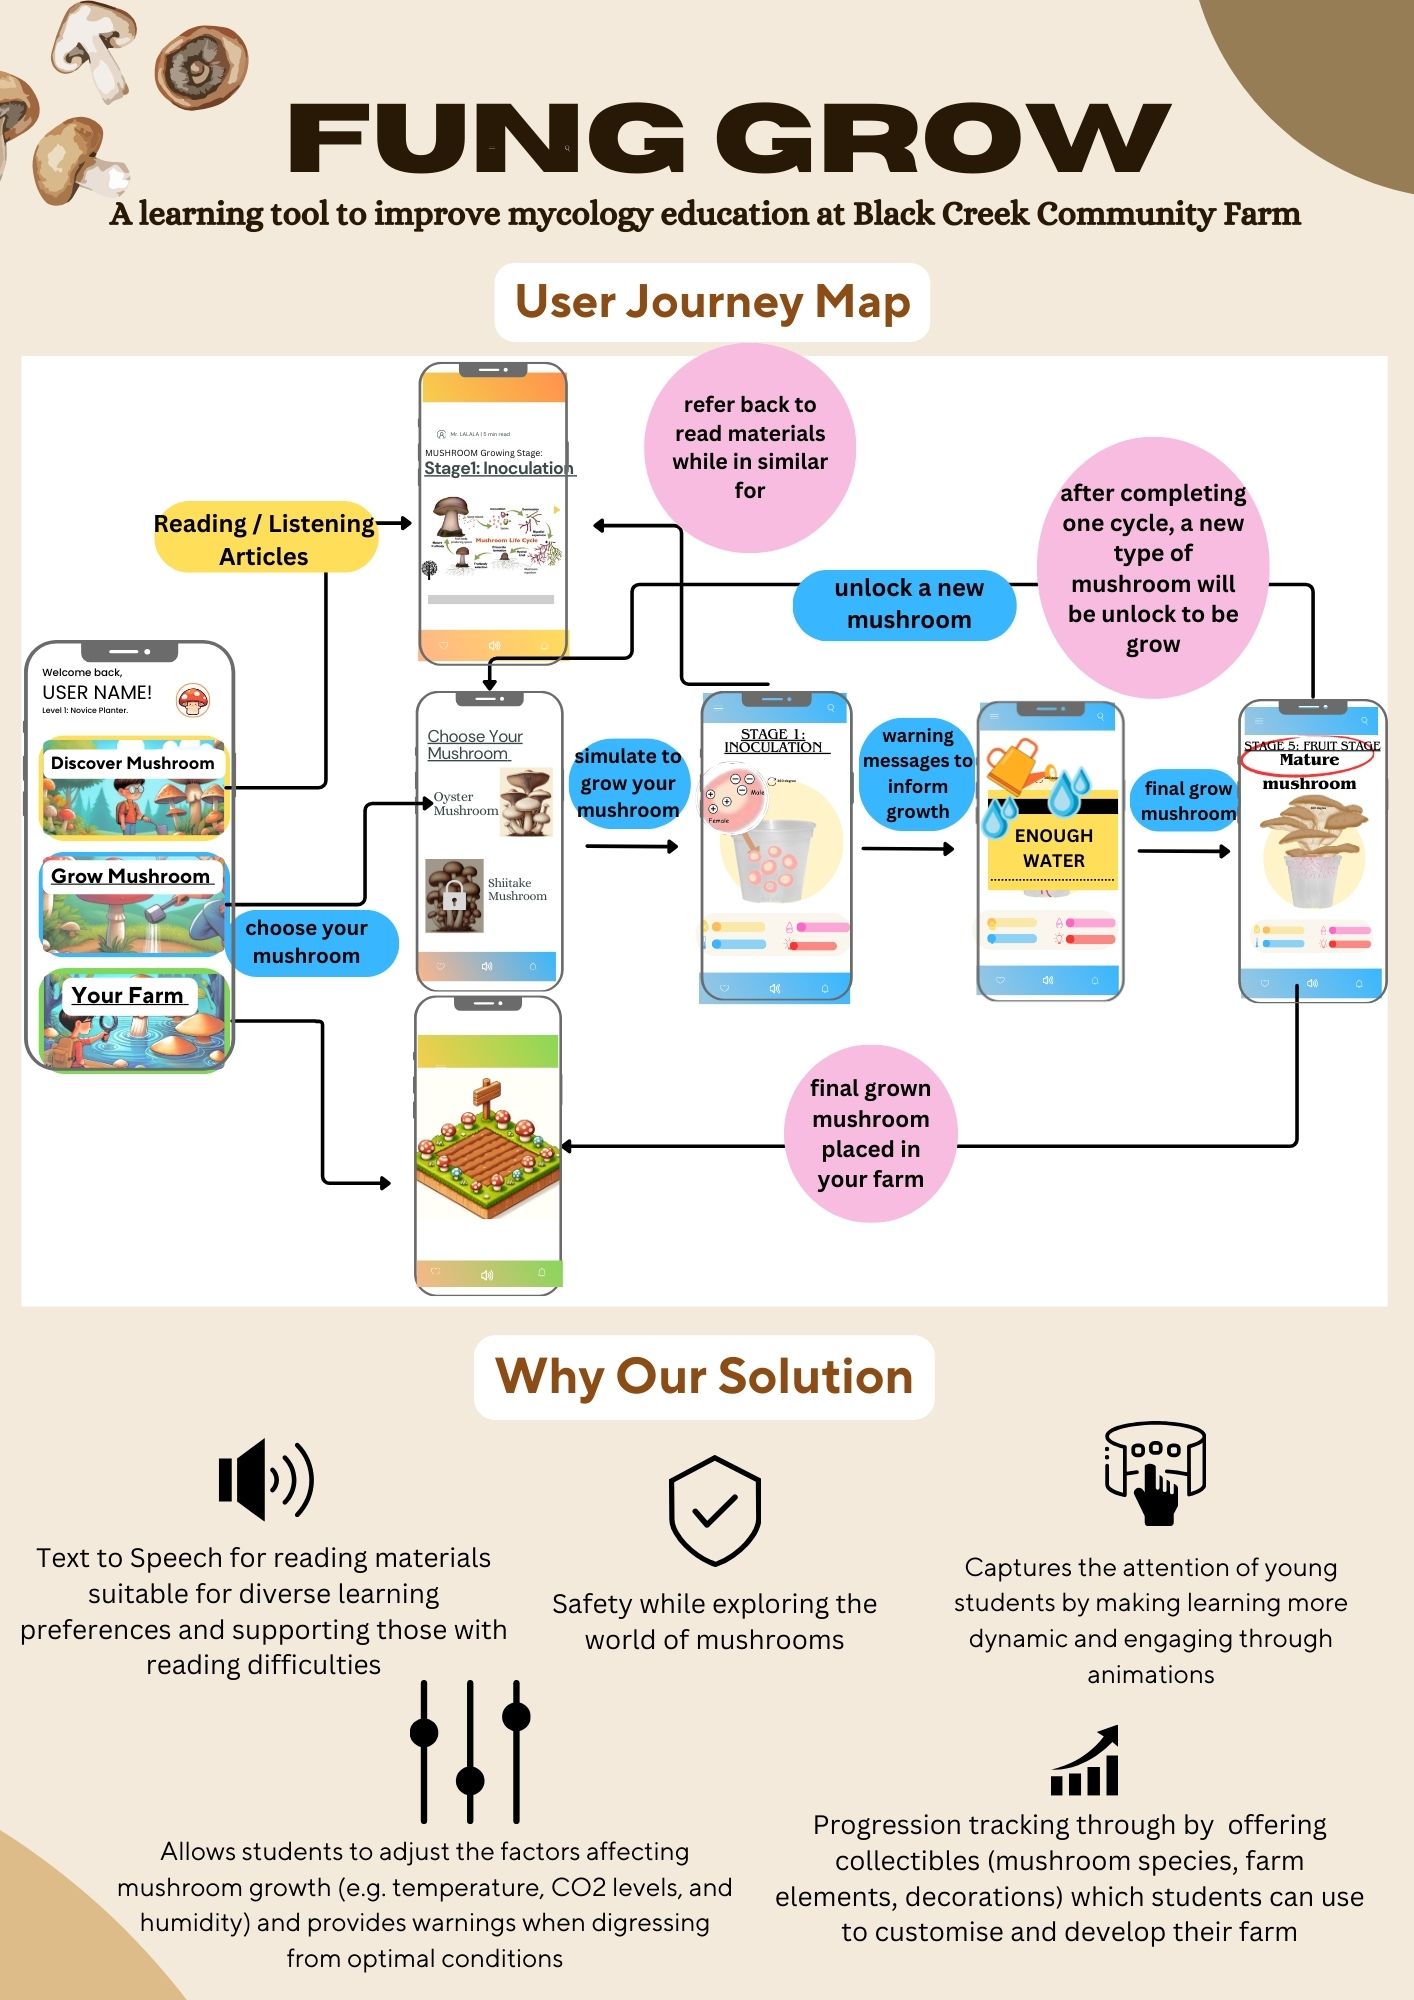 FUNG GROW
A learning tool to improve mycology education at Black Creek Community Farm
User Journey Map
Mr. LALALA | 5 min read
MUSHROOM Growing Stage:
Stage1: Inoculation
Mushroom Life Cycle
refer back to
read materials
while in similar
for
after completing
one cycle, a new
type of
mushroom will
be unlock to be
grow
Reading / Listening
Articles
unlock a new
mushroom
Welcome back,
USER NAME!
Level 1: Novice Planter.
Discover Mushroom
Grow Mushroom
Your Farm
choose your
mushroom
Choose Your
Mushroom
Oyster
Mushroom
Shiitake
Mushroom
simulate to
grow your
mushroom
STAGE 1:
INOCULATION
Male
Female
360 degree
warning
messages to
inform
growth
ENOUGH
WATER
final grow
mushroom
STAGE 5: FRUIT STAGE
Mature
mushroom
final grown
mushroom
placed in
your farm
Why Our Solution
Text to Speech for reading materials
suitable for diverse learning
preferences and supporting those with
reading difficulties
Safety while exploring the
world of mushrooms
Captures the attention of young
students by making learning more
dynamic and engaging through
animations
Allows students to adjust the factors affecting
mushroom growth (e.g. temperature, CO2 levels, and
humidity) and provides warnings when digressing
from optimal conditions
Progression tracking through by  offering
collectibles (mushroom species, farm
elements, decorations) which students can use
to customise and develop their farm